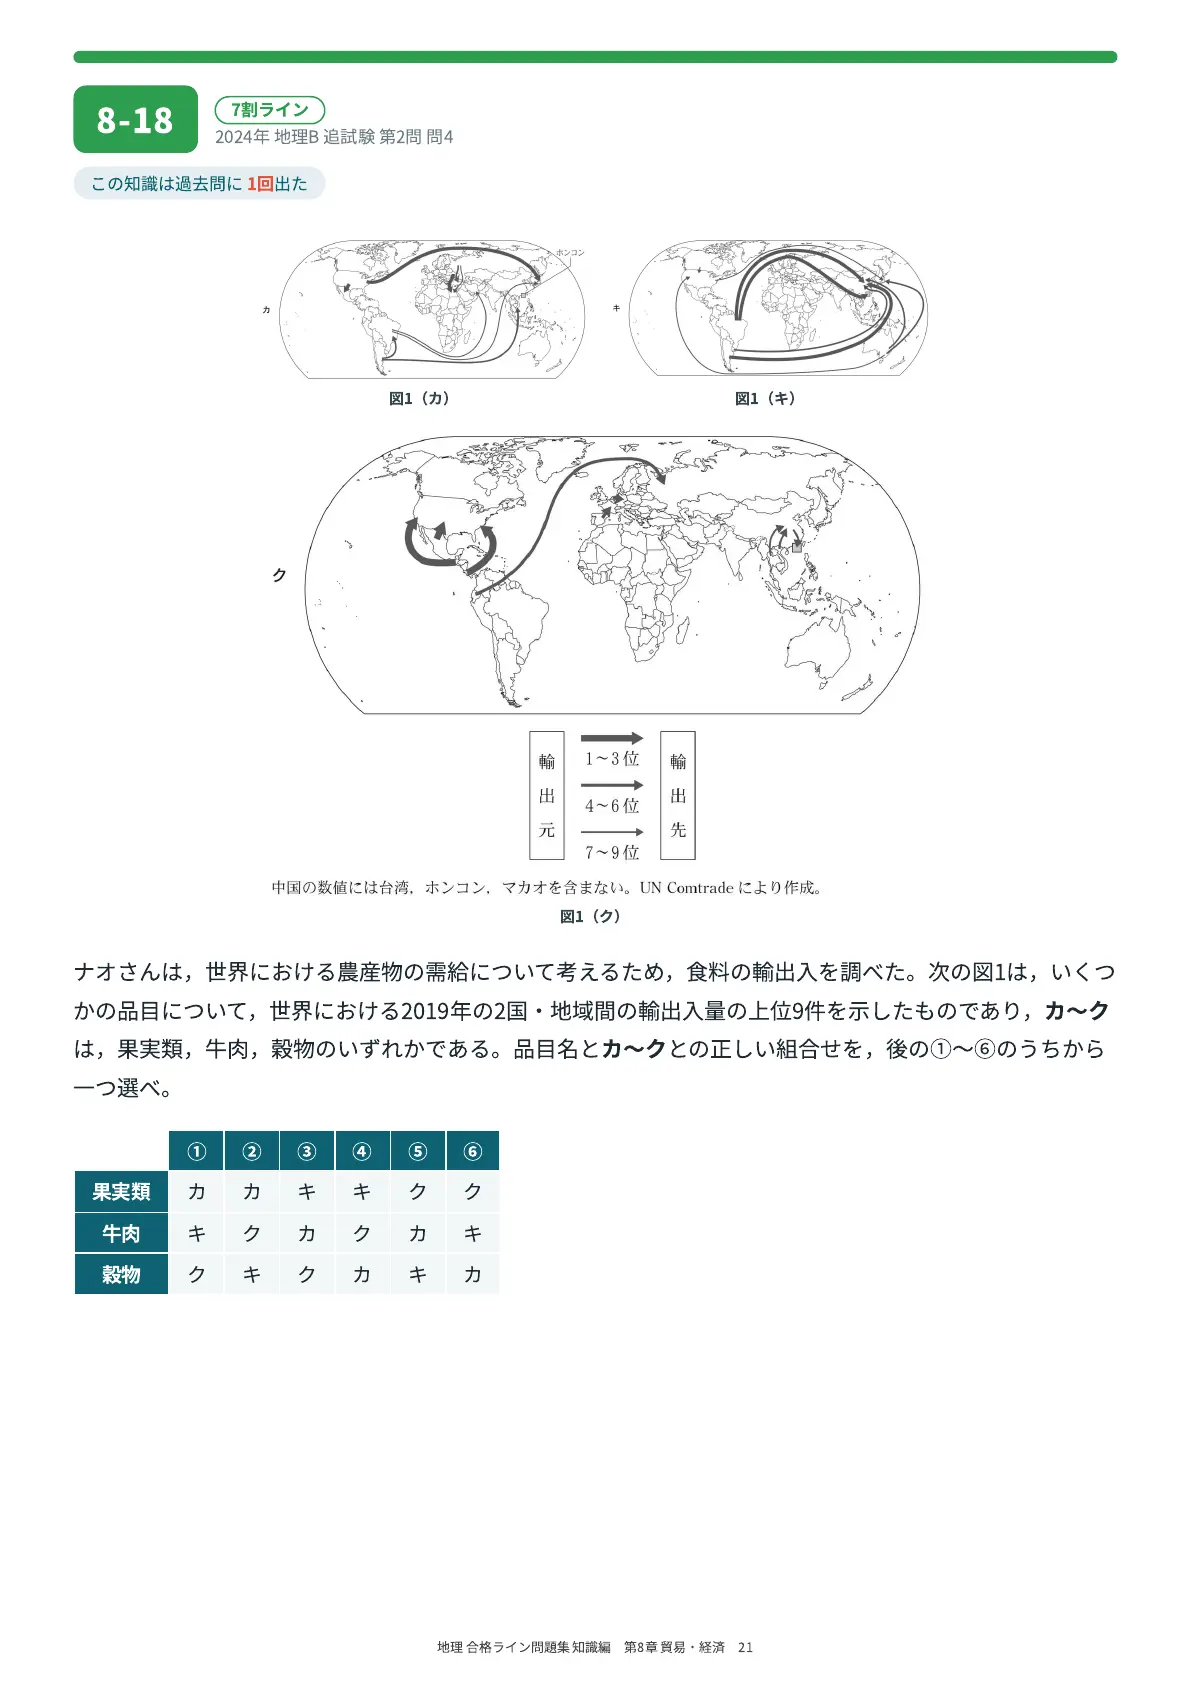 8-18
7割ライン
2024年 地理B 追試験 第2問 問4
この知識は過去問に 1回出た
ホンコン
カ
キ
図1（カ）
図1（キ）
ク
輸出元
1～3位
4～6位
7～9位
輸出先
中国の数値には台湾，ホンコン，マカオを含まない。UN Comtrade により作成。
図1（ク）
ナオさんは，世界における農産物の需給について考えるため，食料の輸出入を調べた。次の図1は，いくつ
かの品目について，世界における2019年の2国・地域間の輸出入量の上位9件を示したものであり，カ～ク
は，果実類，牛肉，穀物のいずれかである。品目名とカ～クとの正しい組合せを，後の①～⑥のうちから
一つ選べ。
① ② ③ ④ ⑤ ⑥
果実類 カ カ キ キ ク ク
牛肉 キ ク カ ク カ キ
穀物 ク キ ク カ キ カ
地理 合格ライン問題集 知識編 第8章 貿易・経済 21